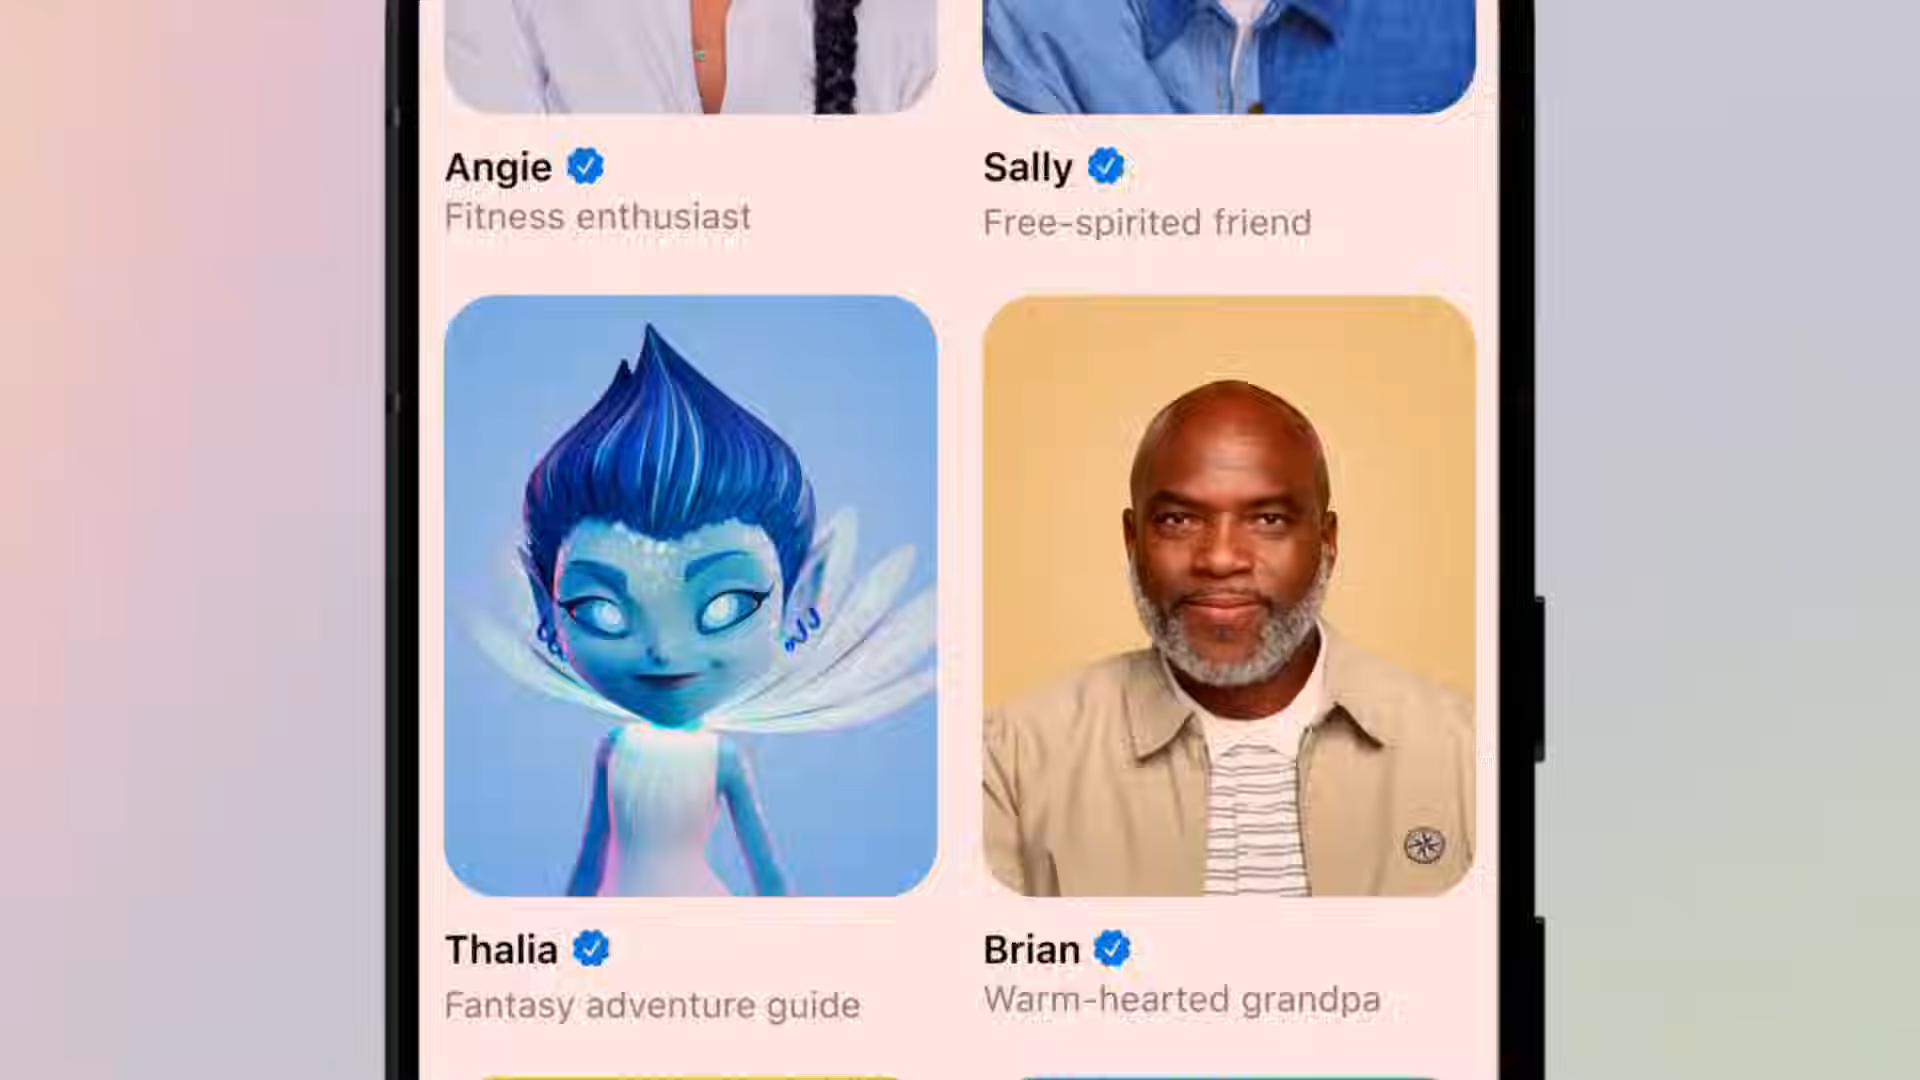 Angie
Sally
Fitness enthusiast
Free-spirited friend
Thalia
Brian
Fantasy adventure guide
Warm-hearted grandpa